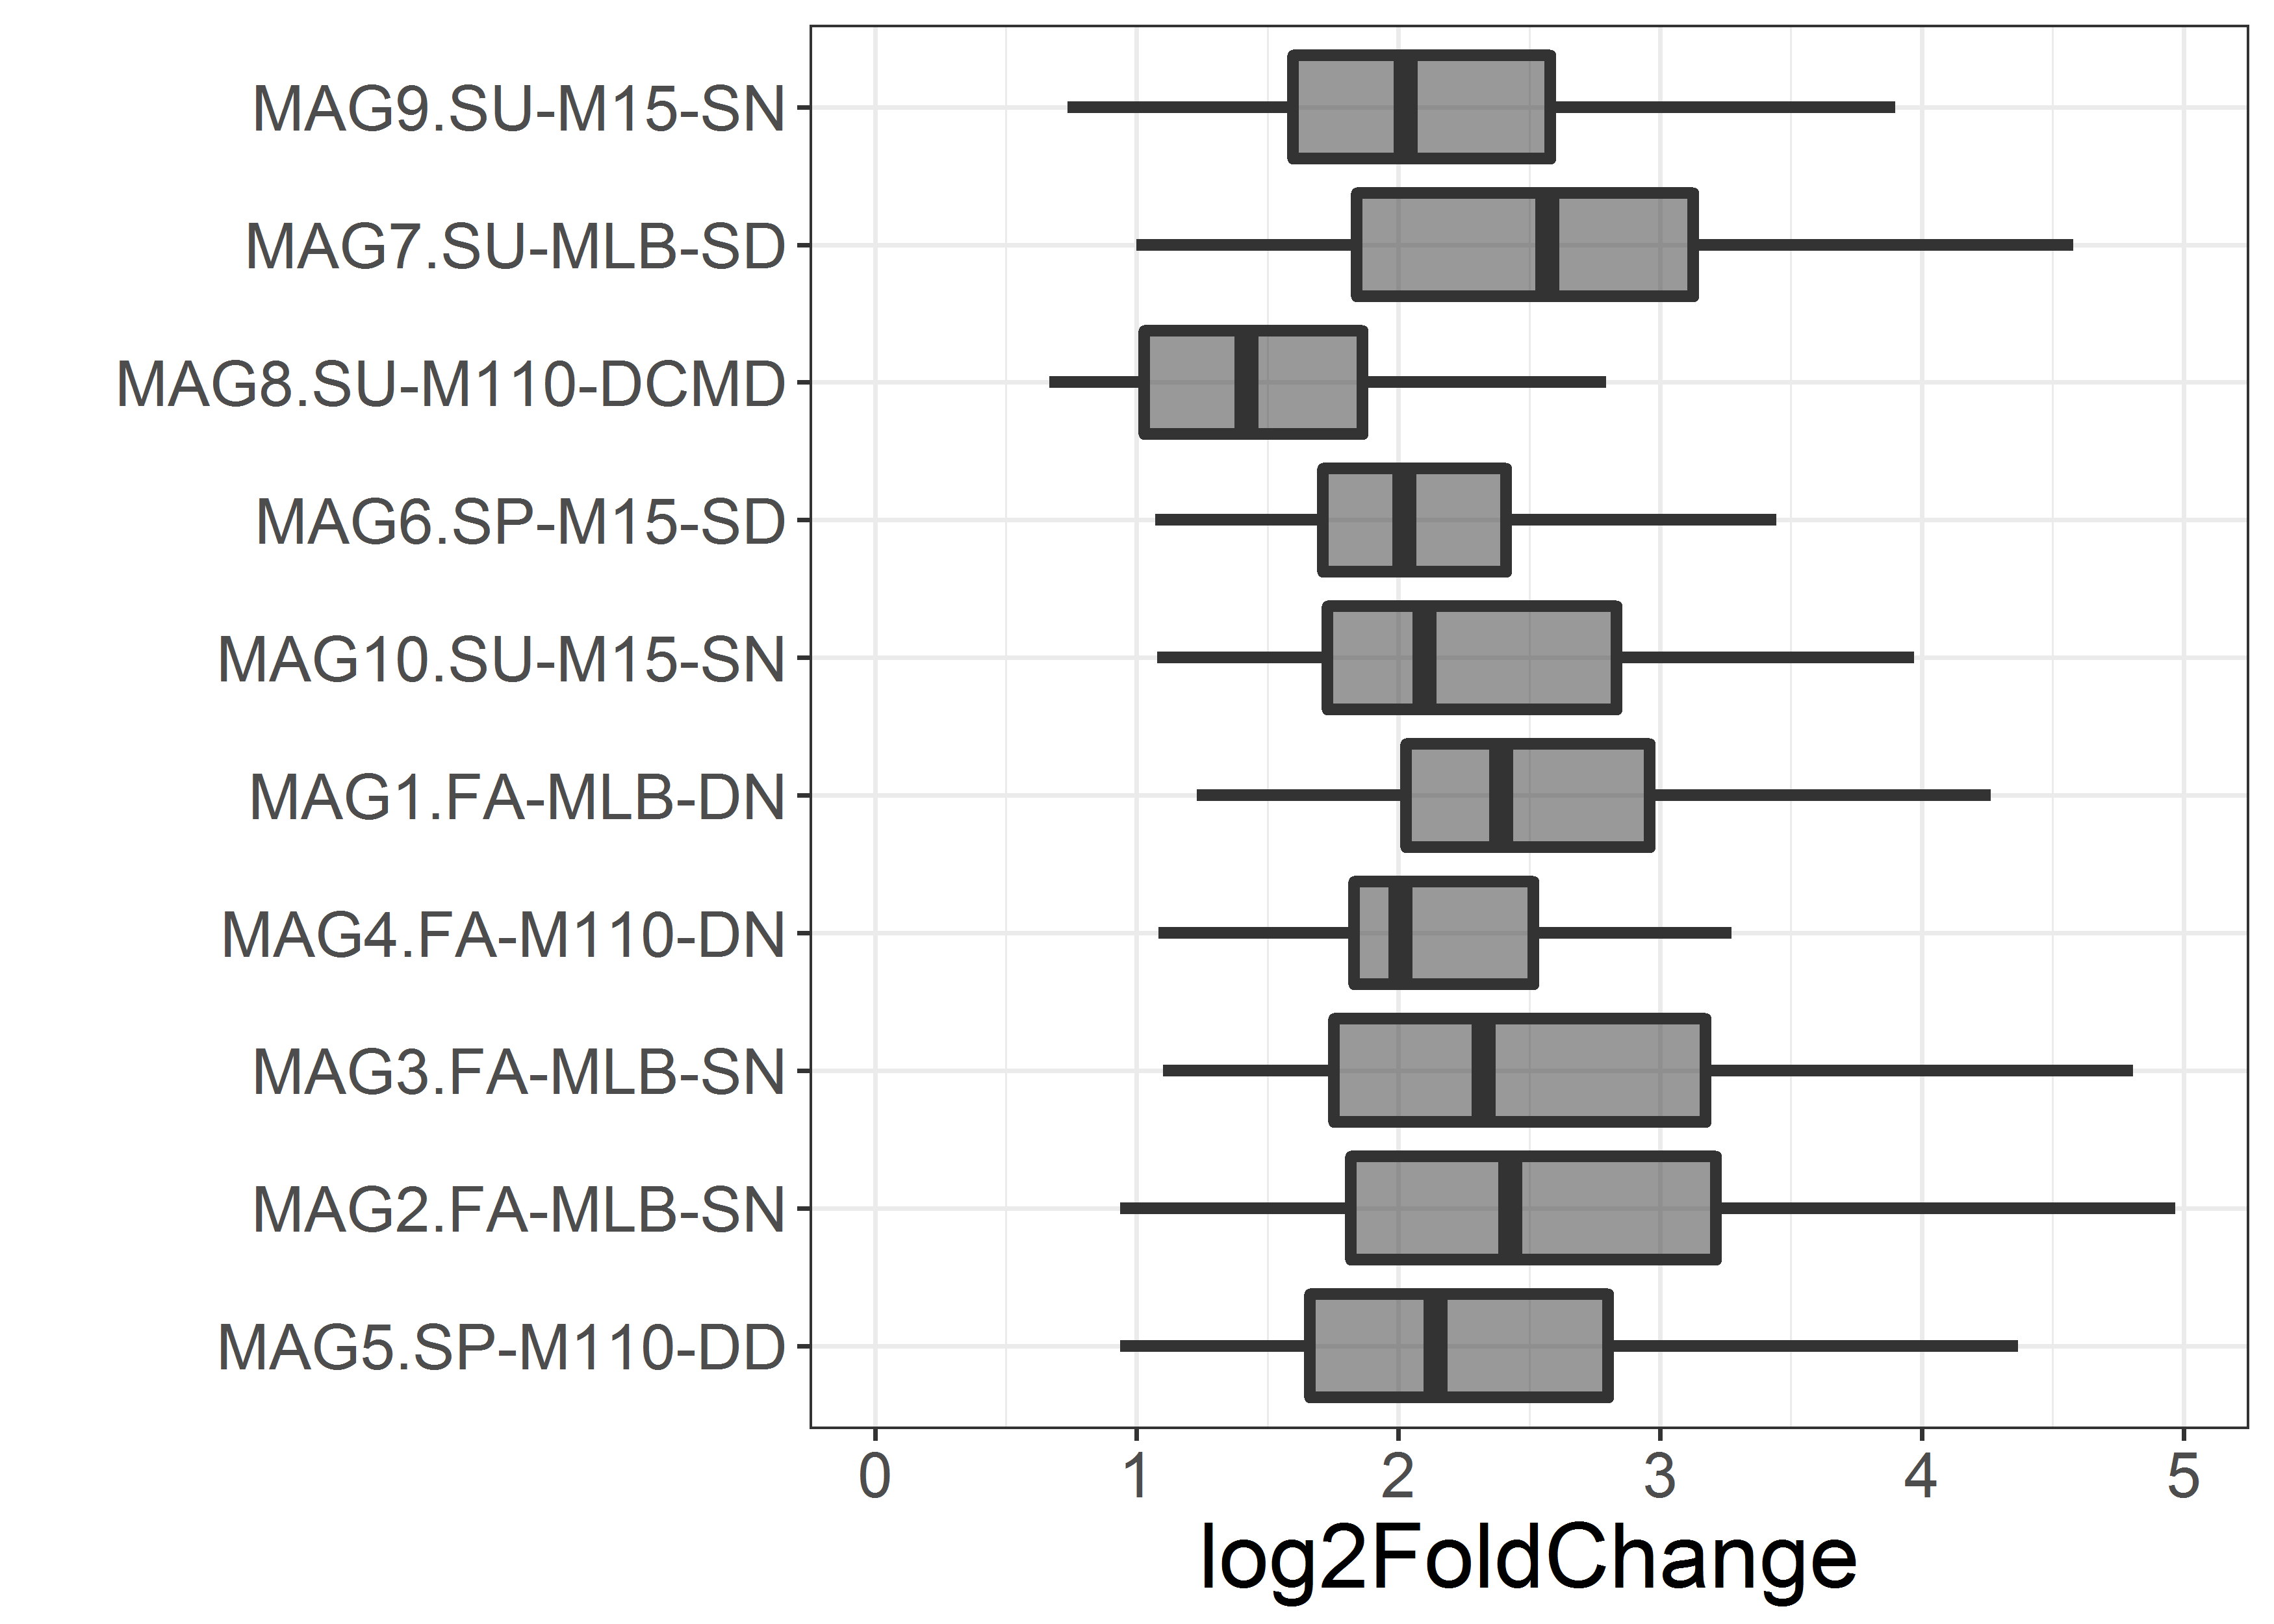 MAG9.SU-M15-SN
MAG7.SU-MLB-SD
MAG8.SU-M110-DCMD
MAG6.SP-M15-SD
MAG10.SU-M15-SN
MAG1.FA-MLB-DN
MAG4.FA-M110-DN
MAG3.FA-MLB-SN
MAG2.FA-MLB-SN
MAG5.SP-M110-DD
0 1 2 3 4 5
log2FoldChange